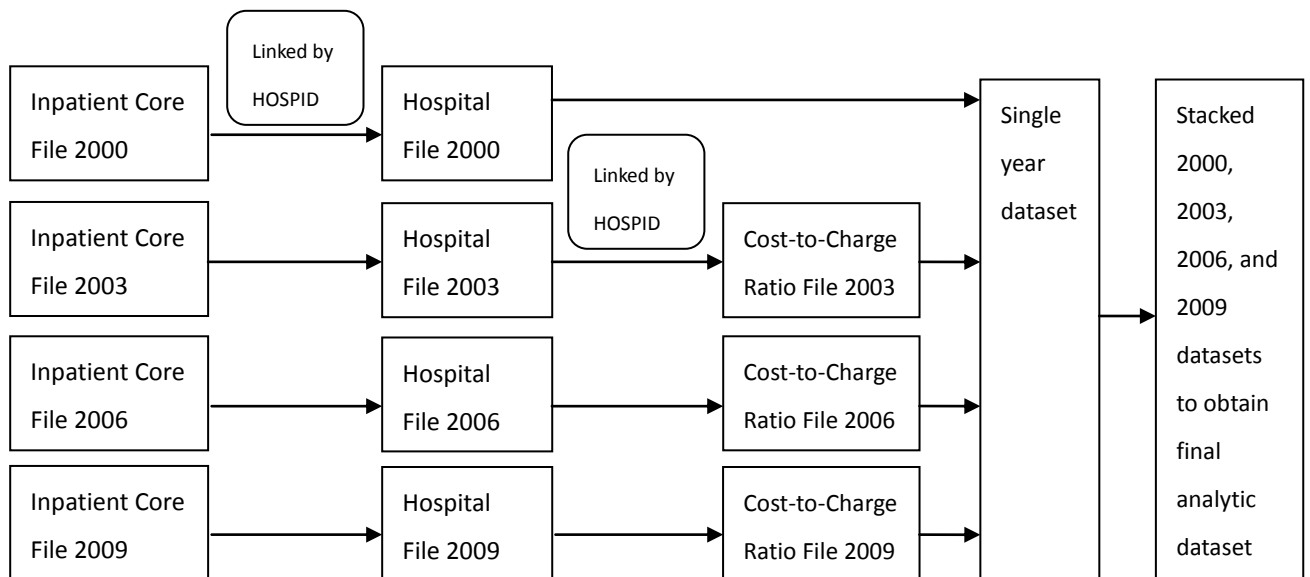 Linked by
HOSPID
Inpatient Core
File 2000
Hospital
File 2000
Linked by
HOSPID
Inpatient Core
File 2003
Hospital
File 2003
Cost-to-Charge
Ratio File 2003
Inpatient Core
File 2006
Hospital
File 2006
Cost-to-Charge
Ratio File 2006
Inpatient Core
File 2009
Hospital
File 2009
Cost-to-Charge
Ratio File 2009
Single
year
dataset
Stacked
2000,
2003,
2006, and
2009
datasets
to obtain
final
analytic
dataset